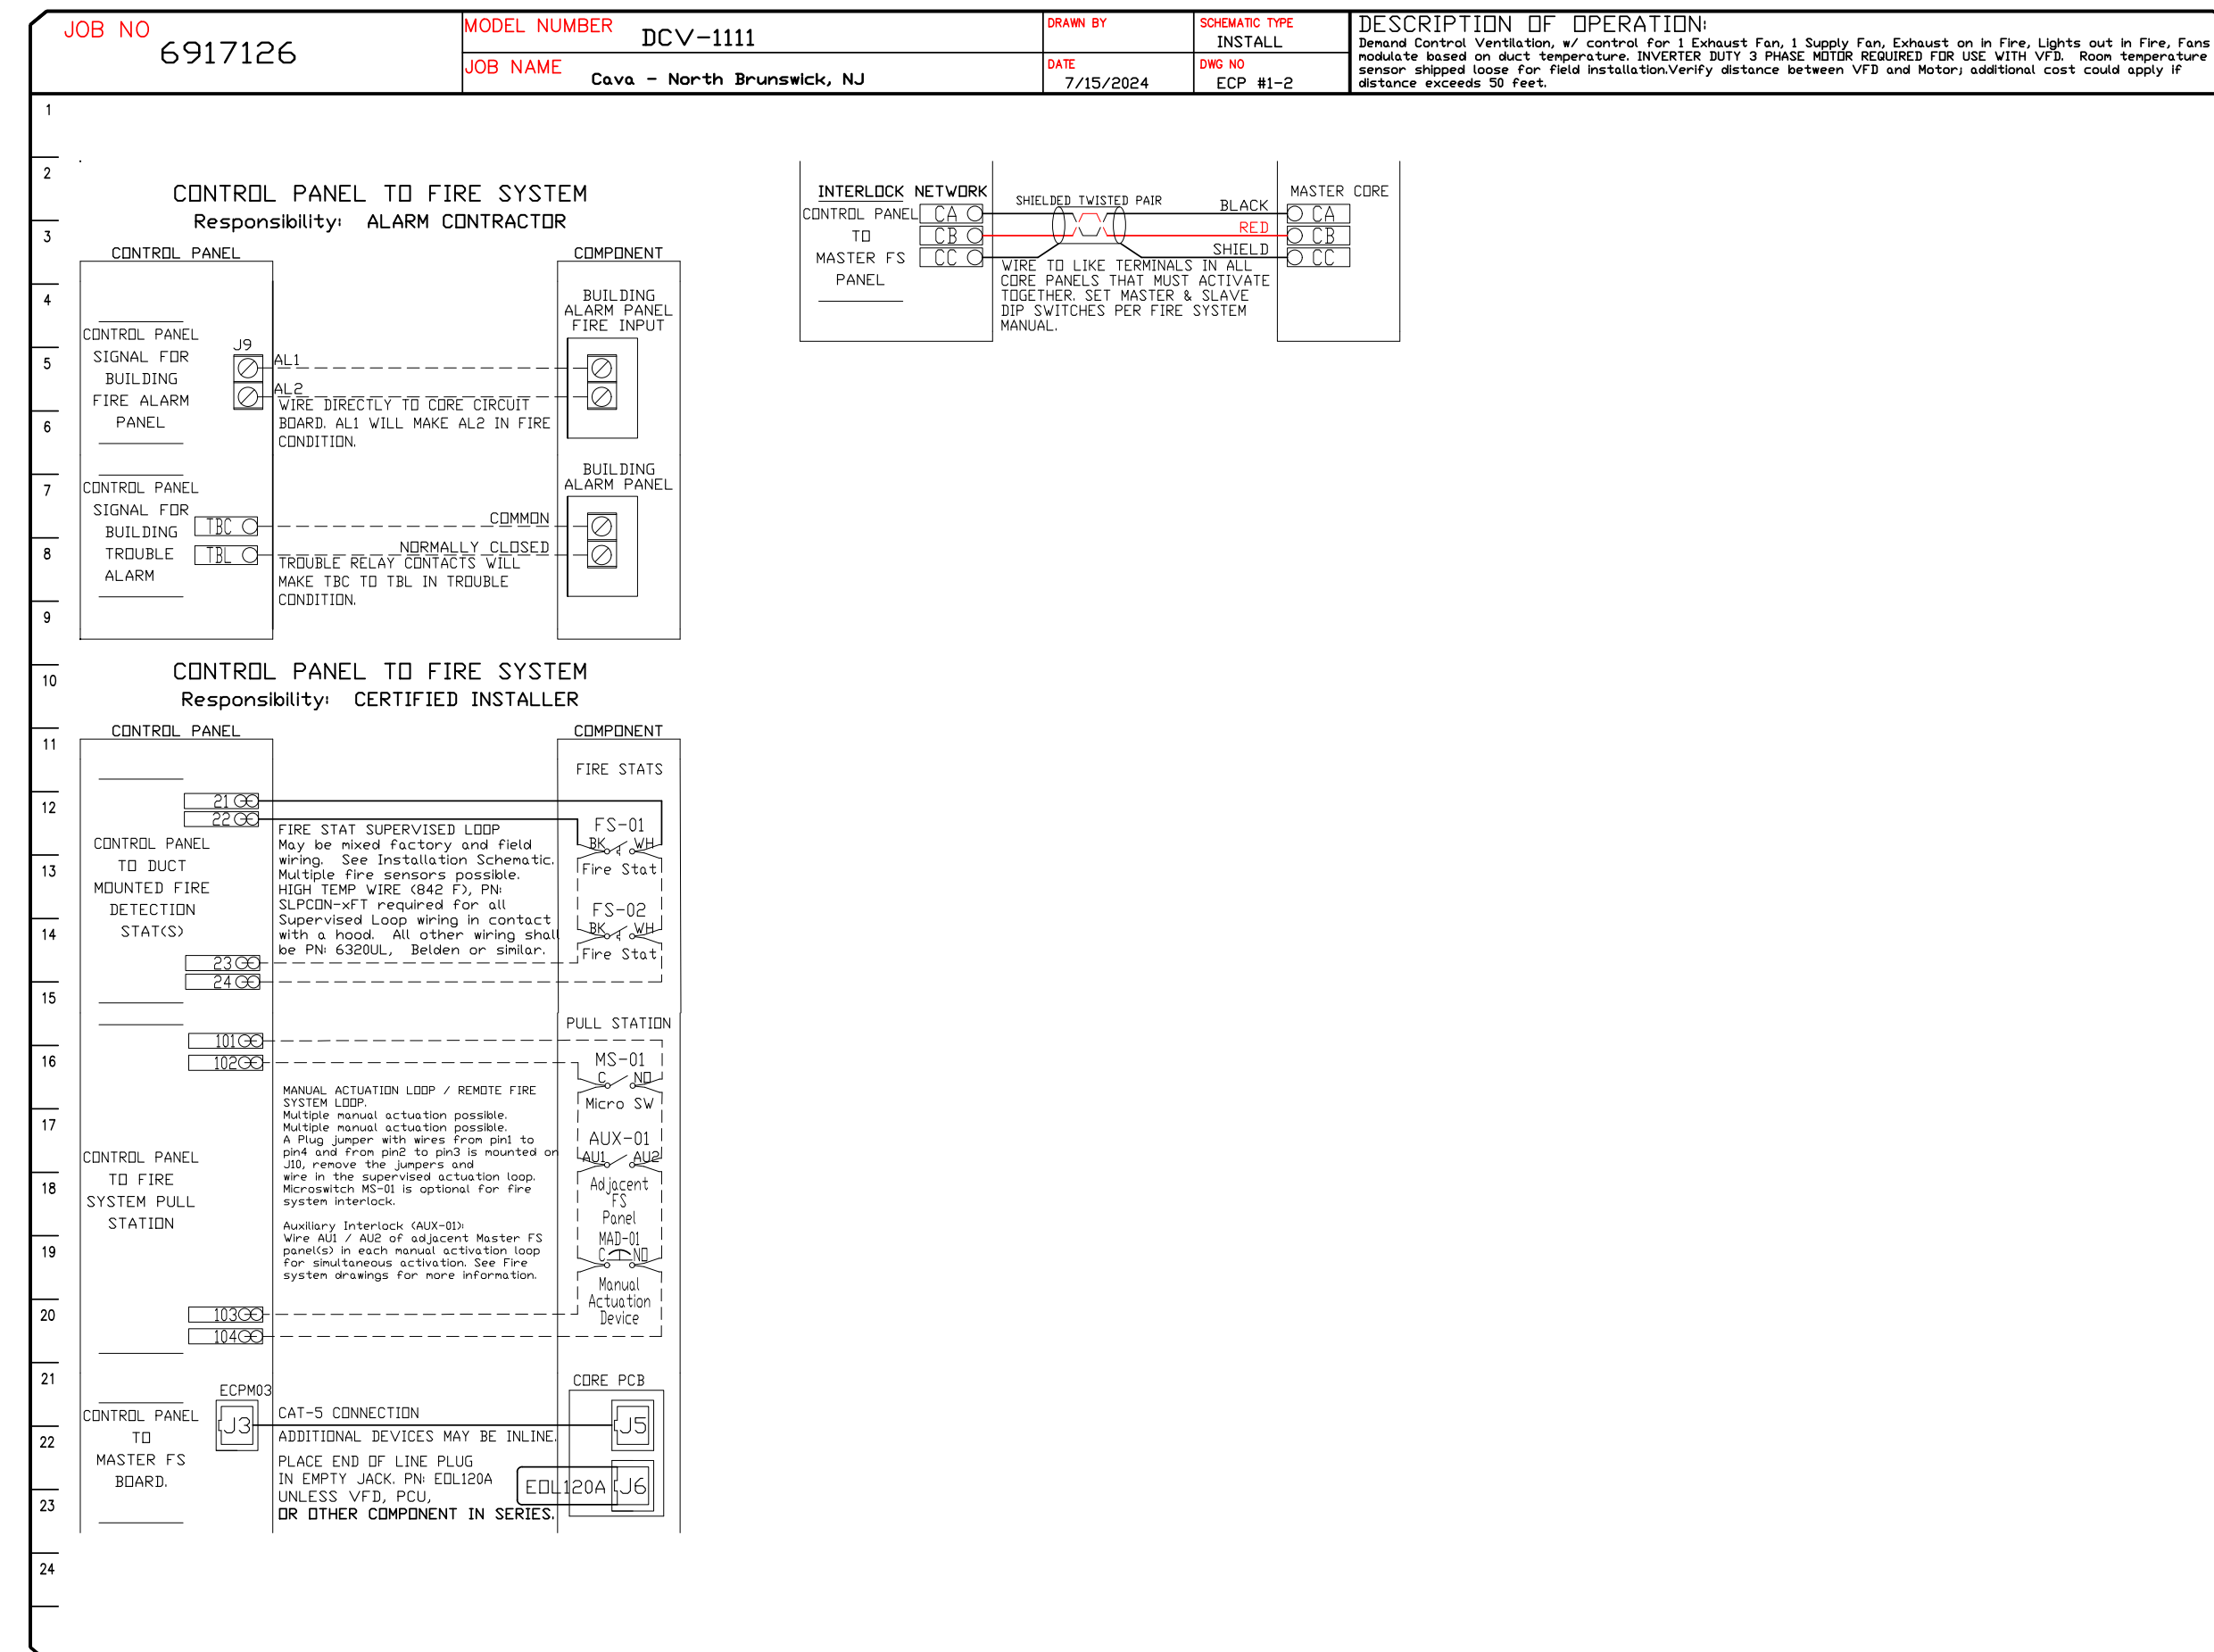 JOB NO
6917126
MODEL NUMBER
DCV-1111
JOB NAME
Cava - North Brunswick, NJ
DRAWN BY
DATE
7/15/2024
SCHEMATIC TYPE
INSTALL
DWG NO
ECP #1-2
DESCRIPTION OF OPERATION:
Demand Control Ventilation, w/ control for 1 Exhaust Fan, 1 Supply Fan, Exhaust on in Fire, Lights out in Fire, Fans
modulate based on duct temperature. INVERTER DUTY 3 PHASE MOTOR REQUIRED FOR USE WITH VFD. Room temperature
sensor shipped loose for field installation.Verify distance between VFD and Motor; additional cost could apply if
distance exceeds 50 feet.
1
2
3
4
5
6
7
8
9
10
11
12
13
14
15
16
17
18
19
20
21
22
23
24
CONTROL PANEL TO FIRE SYSTEM
Responsibility: ALARM CONTRACTOR
CONTROL PANEL
COMPONENT
CONTROL PANEL
SIGNAL FOR
BUILDING
FIRE ALARM
PANEL
J9
AL1
AL2
WIRE DIRECTLY TO CORE CIRCUIT
BOARD. AL1 WILL MAKE AL2 IN FIRE
CONDITION.
BUILDING
ALARM PANEL
FIRE INPUT
CONTROL PANEL
SIGNAL FOR
BUILDING
TROUBLE
ALARM
TBC
TBL
COMMON
NORMALLY CLOSED
TROUBLE RELAY CONTACTS WILL
MAKE TBC TO TBL IN TROUBLE
CONDITION.
BUILDING
ALARM PANEL
INTERLOCK NETWORK
CONTROL PANEL
TO
MASTER FS
PANEL
CA
CB
CC
SHIELDED TWISTED PAIR
BLACK
RED
SHIELD
WIRE TO LIKE TERMINALS IN ALL
CORE PANELS THAT MUST ACTIVATE
TOGETHER. SET MASTER & SLAVE
DIP SWITCHES PER FIRE SYSTEM
MANUAL.
MASTER CORE
CA
CB
CC
CONTROL PANEL TO FIRE SYSTEM
Responsibility: CERTIFIED INSTALLER
CONTROL PANEL
COMPONENT
CONTROL PANEL
TO DUCT
MOUNTED FIRE
DETECTION
STAT(S)
21
22
23
24
FIRE STAT SUPERVISED LOOP
May be mixed factory and field
wiring. See Installation Schematic.
Multiple fire sensors possible.
HIGH TEMP WIRE (842 F), PN:
SLPCON-xFT required for all
Supervised Loop wiring in contact
with a hood. All other wiring shall
be PN: 6320UL, Belden or similar.
FIRE STATS
FS-01
BK WH
Fire Stat
FS-02
BK WH
Fire Stat
CONTROL PANEL
TO FIRE
SYSTEM PULL
STATION
101
102
103
104
MANUAL ACTUATION LOOP / REMOTE FIRE
SYSTEM LOOP.
Multiple manual actuation possible.
Multiple manual actuation possible.
A Plug jumper with wires from pin1 to
pin4 and from pin2 to pin3 is mounted on
J10, remove the jumpers and
wire in the supervised actuation loop.
Microswitch MS-01 is optional for fire
system interlock.
Auxiliary Interlock (AUX-01):
Wire AU1 / AU2 of adjacent Master FS
panel(s) in each manual activation loop
for simultaneous activation. See Fire
system drawings for more information.
PULL STATION
MS-01
C NO
Micro SW
AUX-01
AU1 AU2
Adjacent
FS
Panel
MAD-01
C NO
Manual
Actuation
Device
CONTROL PANEL
TO
MASTER FS
BOARD.
ECPM03
J3
CAT-5 CONNECTION
ADDITIONAL DEVICES MAY BE INLINE.
PLACE END OF LINE PLUG
IN EMPTY JACK. PN: EOL120A
UNLESS VFD, PCU,
OR OTHER COMPONENT IN SERIES.
CORE PCB
J5
EOL120A
J6